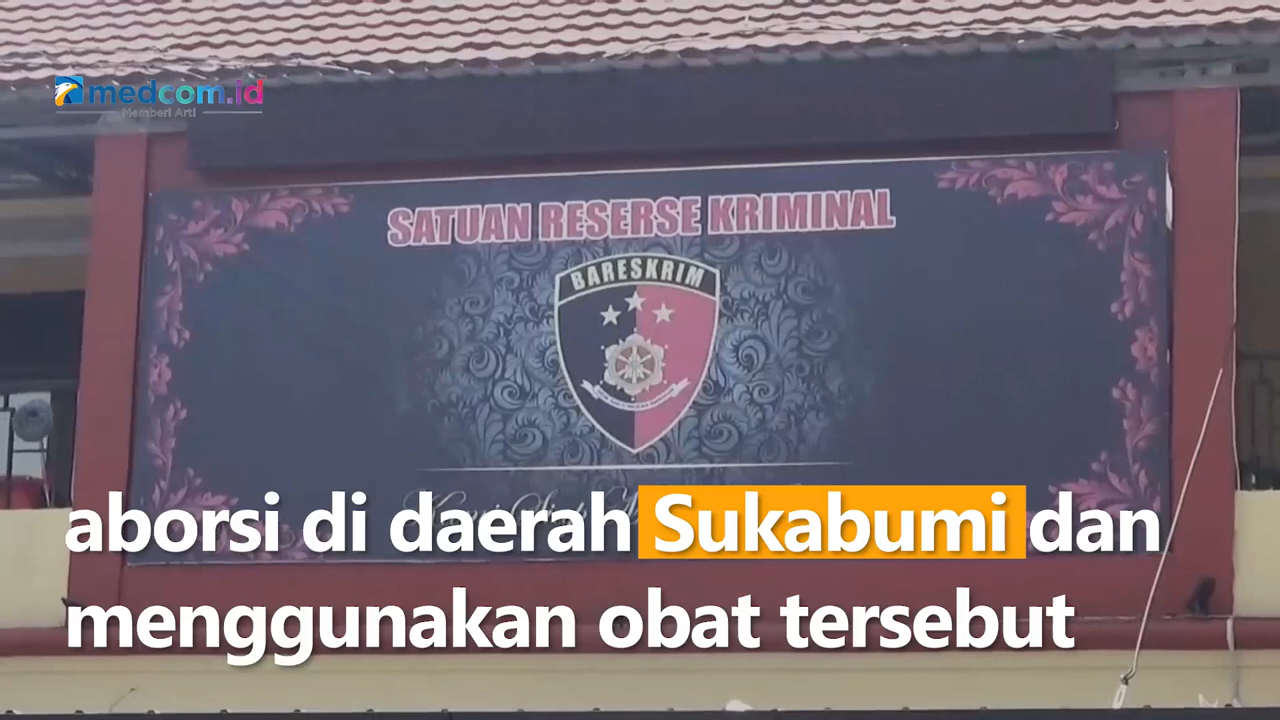 medcom.id
Memberi Arti
SATUAN RESERSE KRIMINAL
BARESKRIM
aborsi di daerah Sukabumi dan
menggunakan obat tersebut